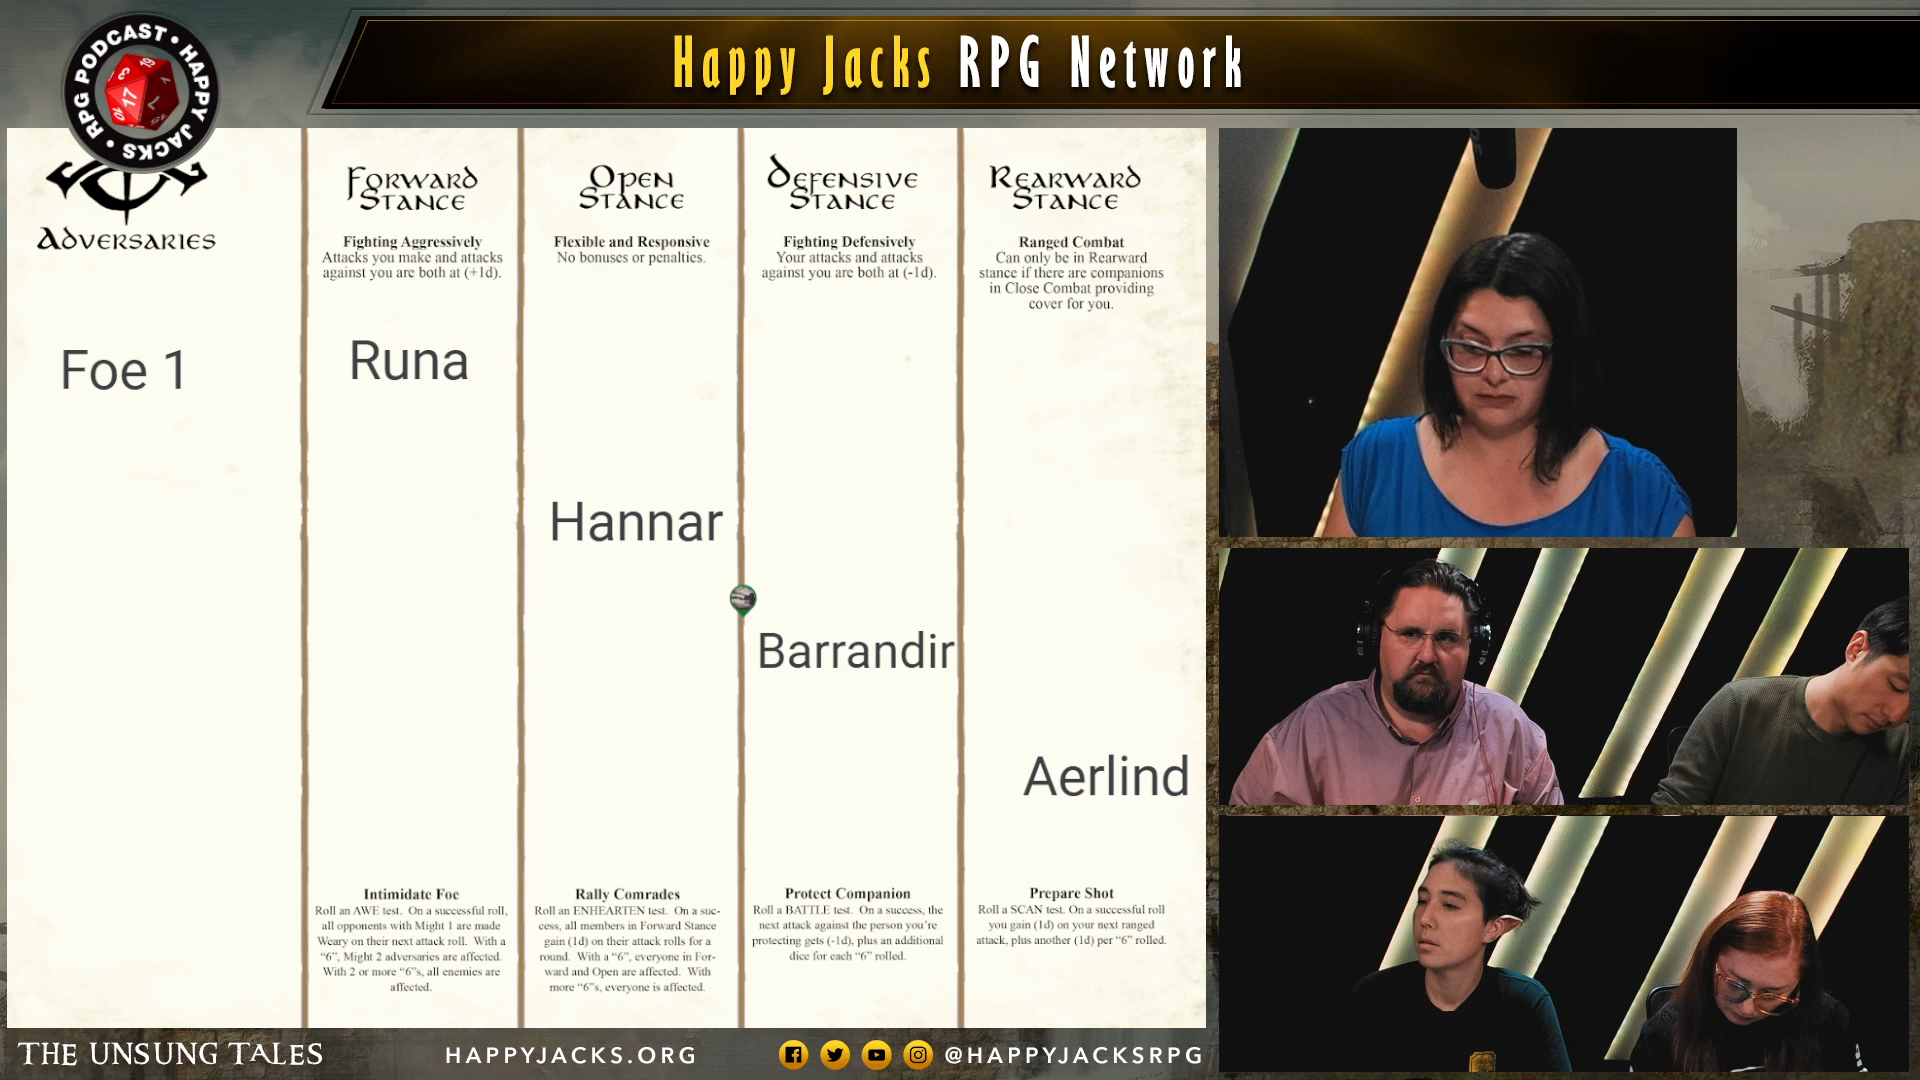 Happy Jacks RPG Network
RPG PODCAST • HAPPY JACKS •
ADVERSARIES
FORWARD
STANCE
Fighting Aggressively
Attacks you make and attacks
against you are both at (+1d).
OPEN
STANCE
Flexible and Responsive
No bonuses or penalties.
DEFENSIVE
STANCE
Fighting Defensively
Your attacks and attacks
against you are both at (-1d).
REARWARD
STANCE
Ranged Combat
Can only be in Rearward
stance if there are companions
in Close Combat providing
cover for you.
Foe 1
Runa
Hannar
Barrandir
Aerlind
Intimidate Foe
Roll an AWE test. On a successful roll,
all opponents with Might 1 are made
Weary on their next attack roll. With a
“6”, Might 2 adversaries are affected.
With 2 or more “6”s, all enemies are
affected.
Rally Comrades
Roll an ENHEARTEN test. On a suc-
cess, all members in Forward Stance
gain (1d) on their attack rolls for a
round. With a “6”, everyone in For-
ward and Open are affected. With
more “6”s, everyone is affected.
Protect Companion
Roll a BATTLE test. On a success, the
next attack against the person you’re
protecting gets (-1d), plus an additional
dice for each “6” rolled.
Prepare Shot
Roll a SCAN test. On a successful roll
you gain (1d) on your next ranged
attack, plus another (1d) per “6” rolled.
THE UNSUNG TALES
HAPPYJACKS.ORG
@HAPPYJACKSRPG